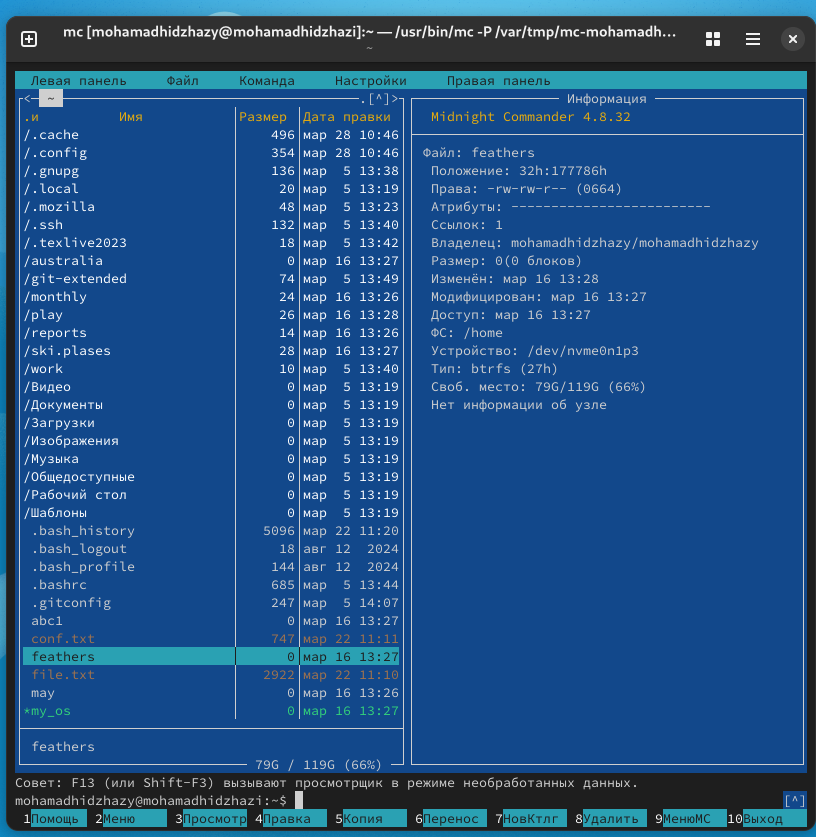 mc [mohamadhidzhazy@mohamadhidzhazi]:~ — /usr/bin/mc -P /var/tmp/mc-mohamadh…
~
Левая панель Файл Команда Настройки Правая панель
<─ ~ .[^]>
.и Имя Размер Дата правки
/.cache 496 мар 28 10:46
/.config 354 мар 28 10:46
/.gnupg 136 мар 5 13:38
/.local 20 мар 5 13:19
/.mozilla 48 мар 5 13:23
/.ssh 132 мар 5 13:40
/.texlive2023 18 мар 5 13:42
/australia 0 мар 16 13:27
/git-extended 74 мар 5 13:49
/monthly 24 мар 16 13:26
/play 26 мар 16 13:28
/reports 14 мар 16 13:26
/ski.plases 28 мар 16 13:27
/work 10 мар 5 13:40
/Видео 0 мар 5 13:19
/Документы 0 мар 5 13:19
/Загрузки 0 мар 5 13:19
/Изображения 0 мар 5 13:19
/Музыка 0 мар 5 13:19
/Общедоступные 0 мар 5 13:19
/Рабочий стол 0 мар 5 13:19
/Шаблоны 0 мар 5 13:19
.bash_history 5096 мар 22 11:20
.bash_logout 18 авг 12 2024
.bash_profile 144 авг 12 2024
.bashrc 685 мар 5 13:44
.gitconfig 247 мар 5 14:07
abc1 0 мар 16 13:27
conf.txt 747 мар 22 11:11
feathers 0 мар 16 13:27
file.txt 2922 мар 22 11:10
may 0 мар 16 13:26
*my_os 0 мар 16 13:27
feathers
79G / 119G (66%)
Информация
Midnight Commander 4.8.32
Файл: feathers
Положение: 32h:177786h
Права: -rw-rw-r-- (0664)
Атрибуты: -------------------------
Ссылок: 1
Владелец: mohamadhidzhazy/mohamadhidzhazy
Размер: 0(0 блоков)
Изменён: мар 16 13:28
Модифицирован: мар 16 13:27
Доступ: мар 16 13:27
ФС: /home
Устройство: /dev/nvme0n1p3
Тип: btrfs (27h)
Своб. место: 79G/119G (66%)
Нет информации об узле
Совет: F13 (или Shift-F3) вызывают просмотрщик в режиме необработанных данных.
mohamadhidzhazy@mohamadhidzhazi:~$ [^]
1Помощь 2Меню 3Просмотр 4Правка 5Копия 6Перенос 7НовКтлг 8Удалить 9МенюMC 10Выход